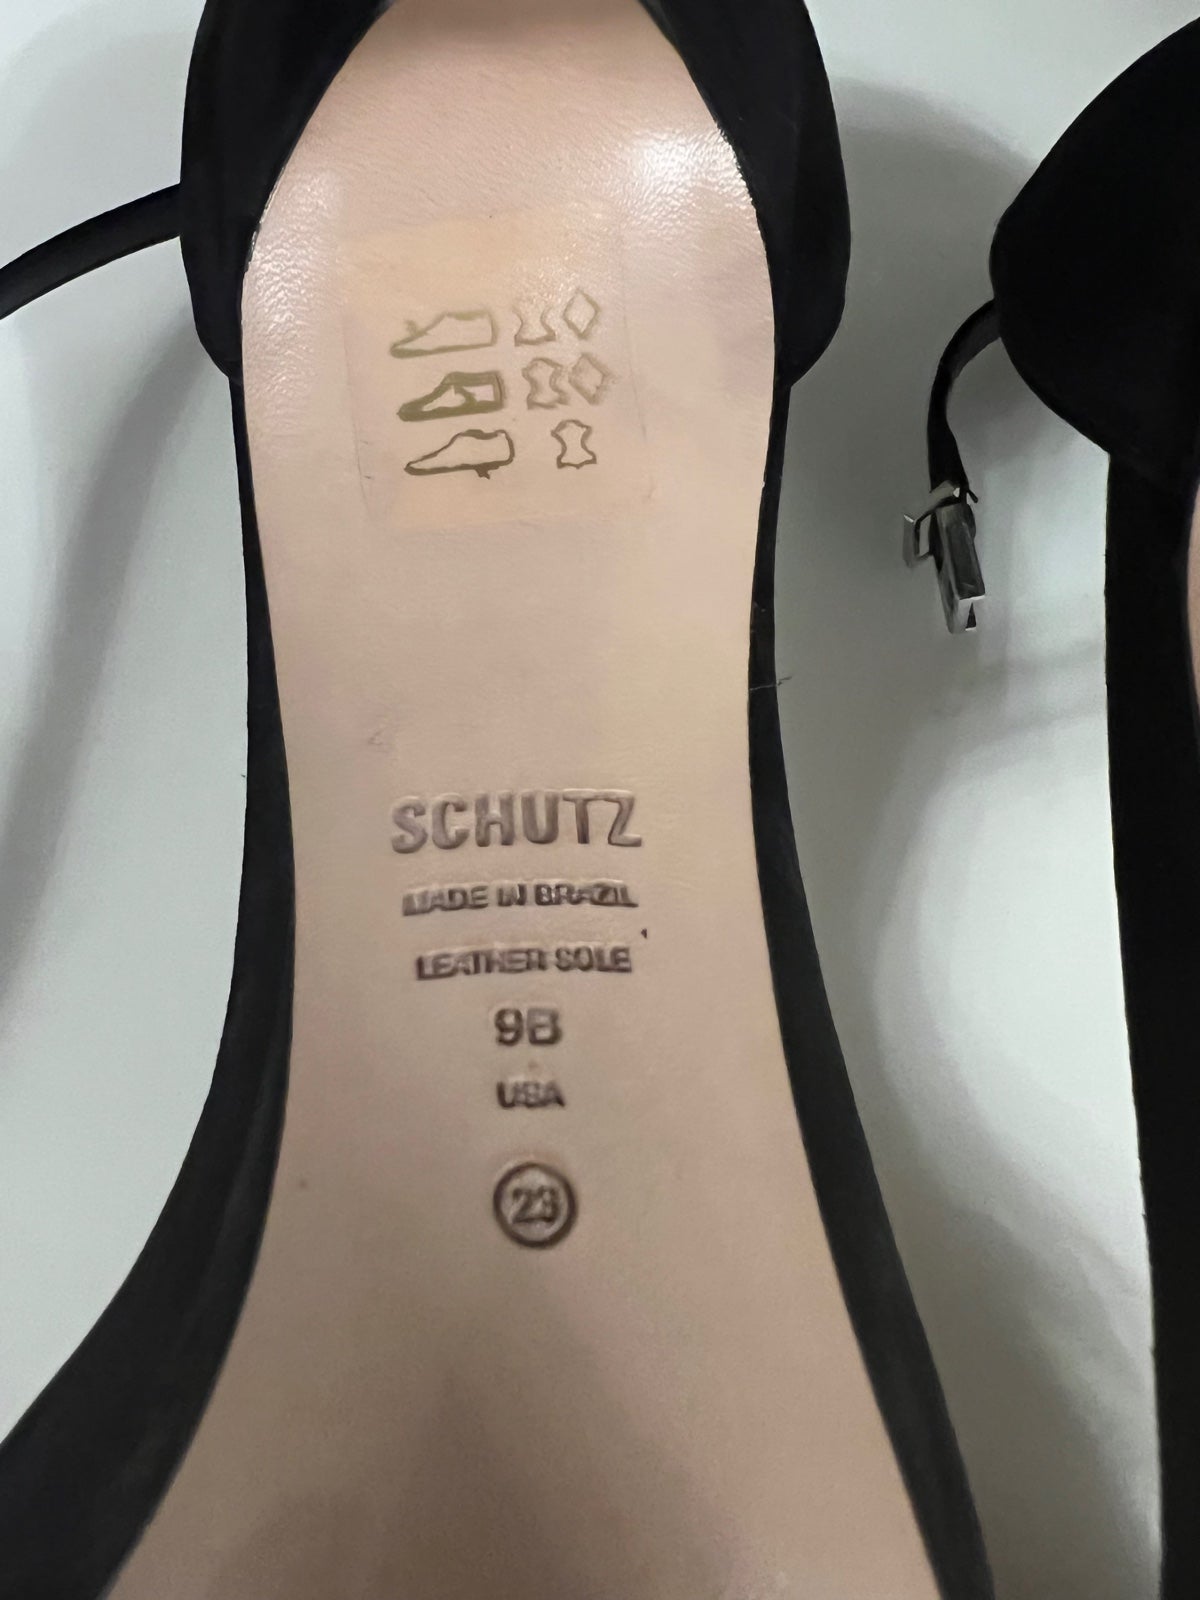 SCHUTZ
MADE IN BRAZIL
LEATHER SOLE
9B
USA
23